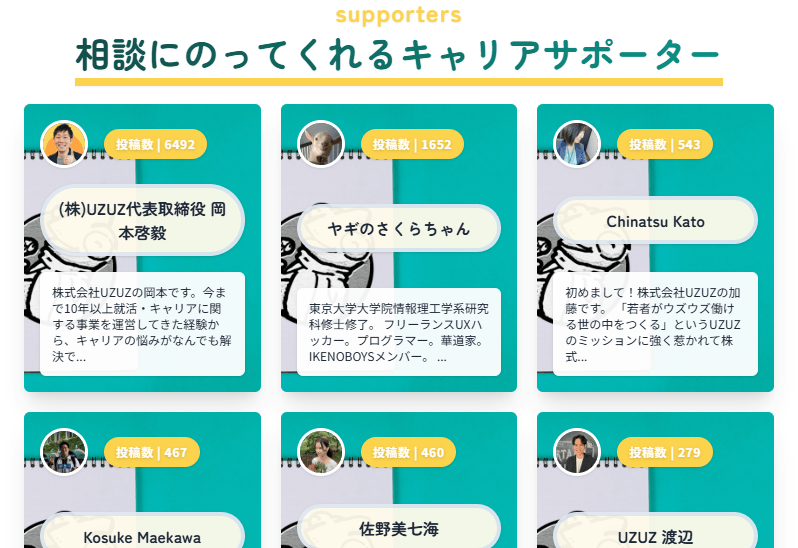 supporters
相談にのってくれるキャリアサポーター
投稿数 | 6492
(株)UZUZ代表取締役 岡
本啓毅
株式会社UZUZの岡本です。今ま
で10年以上就活・キャリアに関
する事業を運営してきた経験か
ら、キャリアの悩みがなんでも解
決で...
投稿数 | 1652
ヤギのさくらちゃん
東京大学大学院情報理工学系研究
科修士修了。 フリーランスUXハ
ッカー。プログラマー。華道家。
IKENOBOYSメンバー。 ...
投稿数 | 543
Chinatsu Kato
初めまして！株式会社UZUZの加
藤です。 「若者がウズウズ働け
る世の中をつくる」というUZUZ
のミッションに強く惹かれて株
式...
投稿数 | 467
Kosuke Maekawa
投稿数 | 460
佐野美七海
投稿数 | 279
UZUZ 渡辺